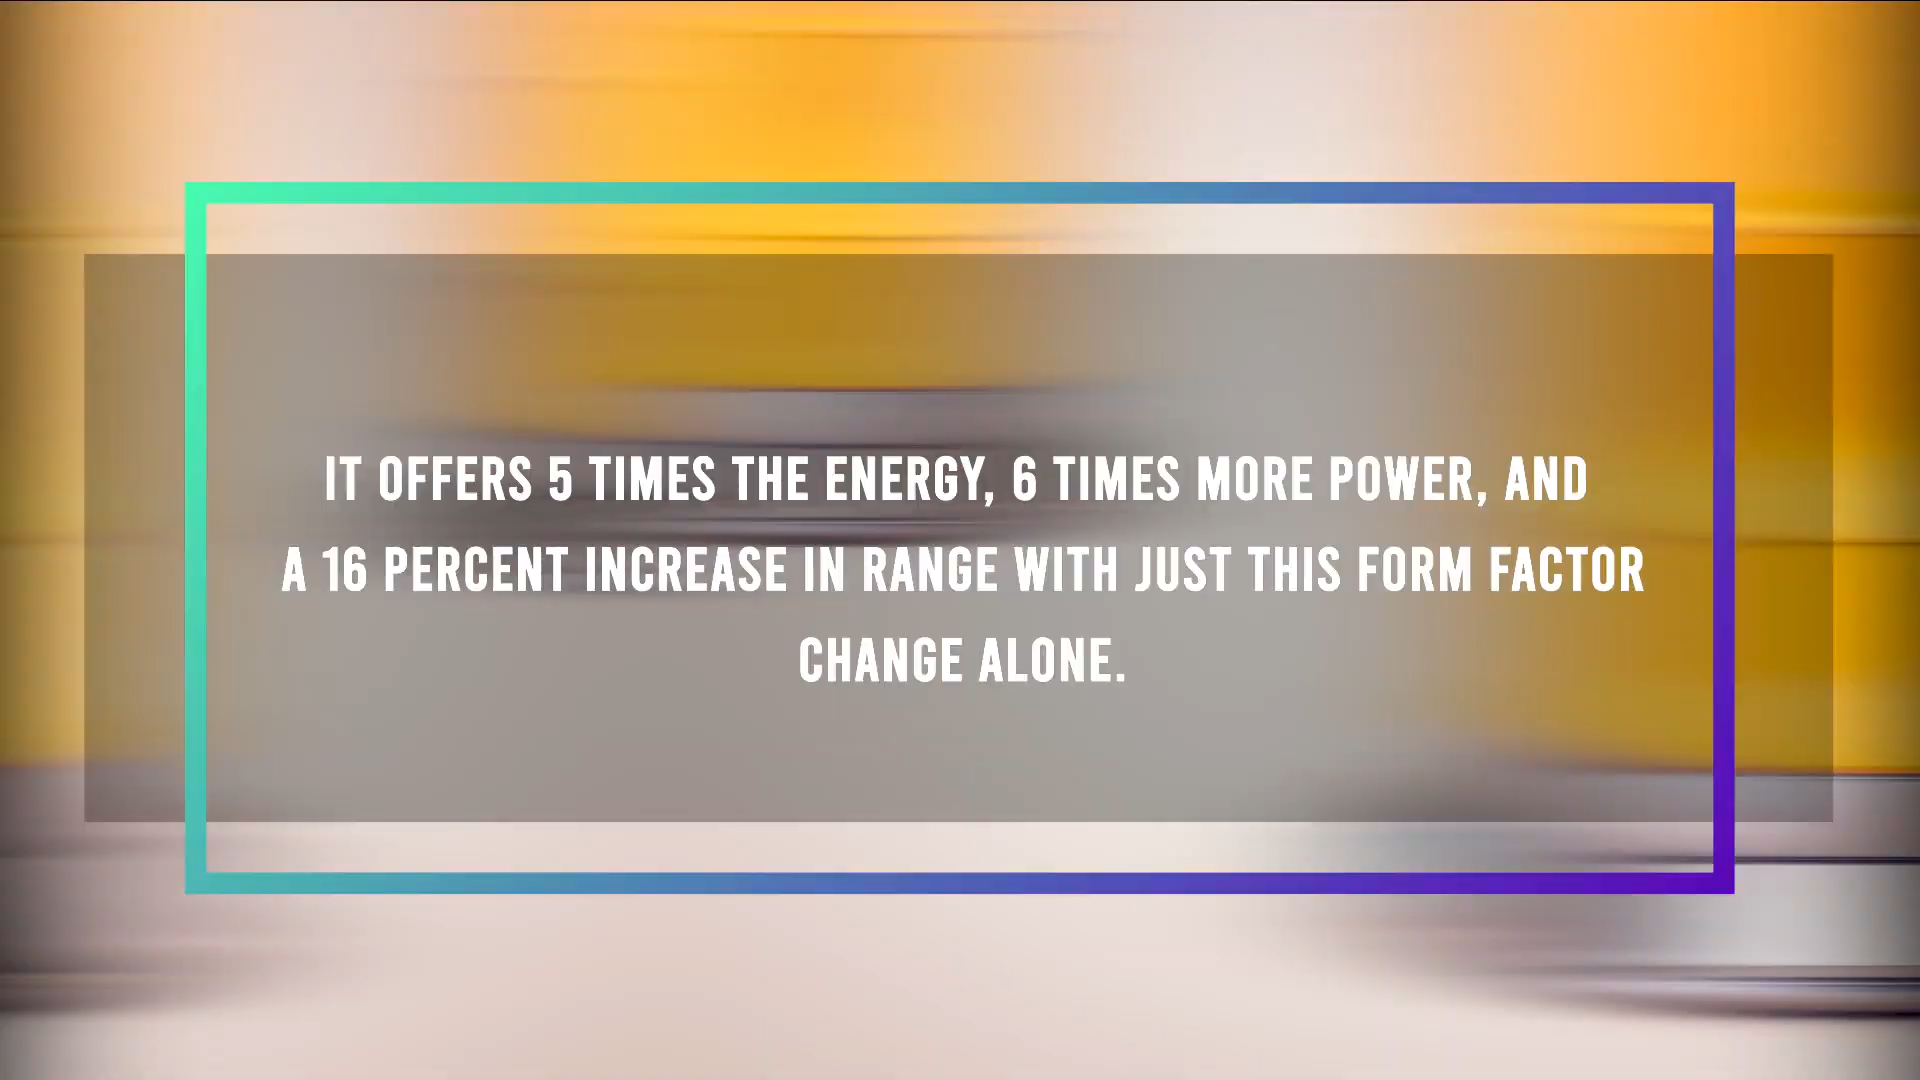 IT OFFERS 5 TIMES THE ENERGY, 6 TIMES MORE POWER, AND
A 16 PERCENT INCREASE IN RANGE WITH JUST THIS FORM FACTOR
CHANGE ALONE.